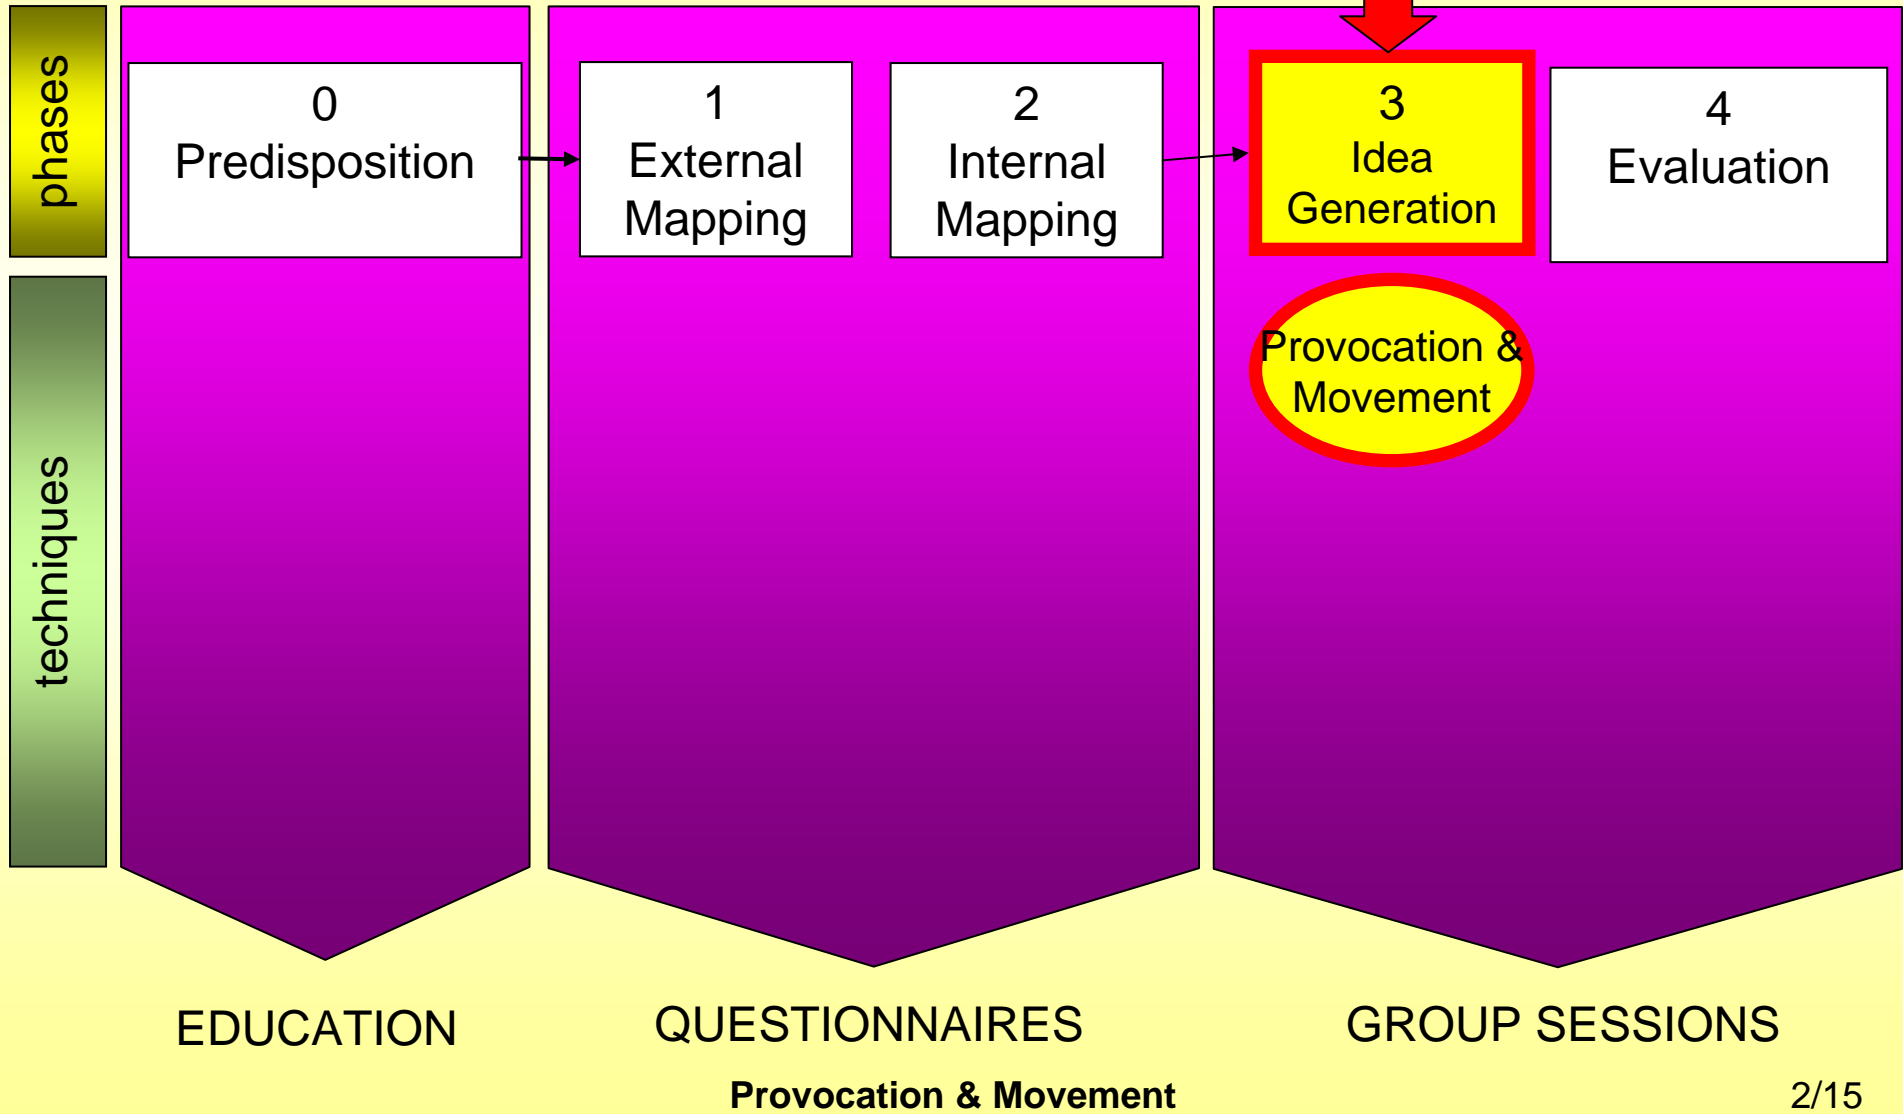 phases
0
Predisposition
1
External
Mapping
2
Internal
Mapping
3
Idea
Generation
4
Evaluation
techniques
Provocation &
Movement
EDUCATION
QUESTIONNAIRES
GROUP SESSIONS
Provocation & Movement
2/15